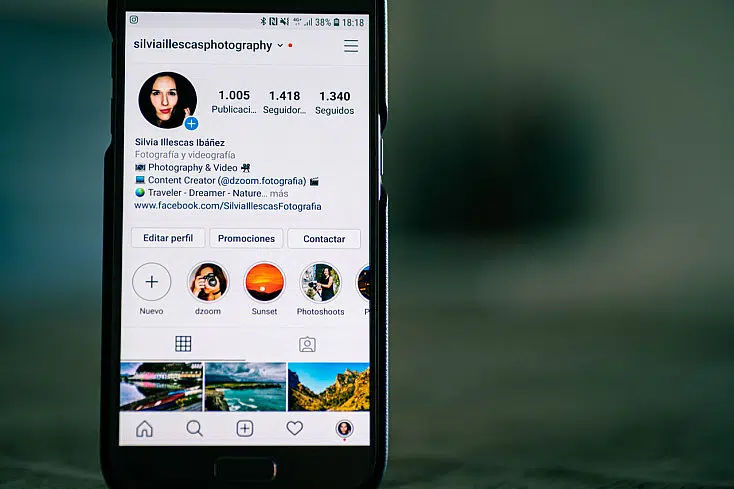 4G+ 38% 18:18
silviaillescasphotography
1.005 1.418 1.340
Publicaci... Seguidor... Seguidos
Silvia Illescas Ibáñez
Fotografía y videografía
Photography & Video
Content Creator (@dzoom.fotografia)
Traveler - Dreamer - Nature... más
www.facebook.com/SilviaIllescasFotografia
Editar perfil Promociones Contactar
Nuevo dzoom Sunset Photoshoots P